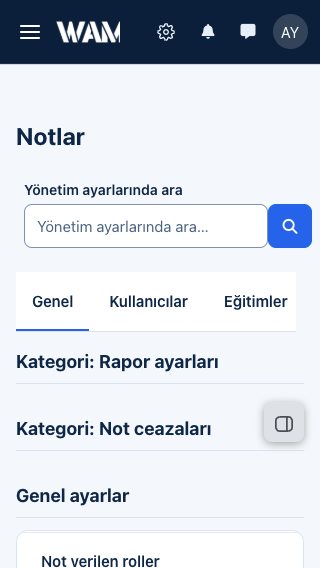 WAM
AY
Notlar
Yönetim ayarlarında ara
Yönetim ayarlarında ara...
Genel Kullanıcılar Eğitimler
Kategori: Rapor ayarları
Kategori: Not ceazaları
Genel ayarlar
Not verilen roller